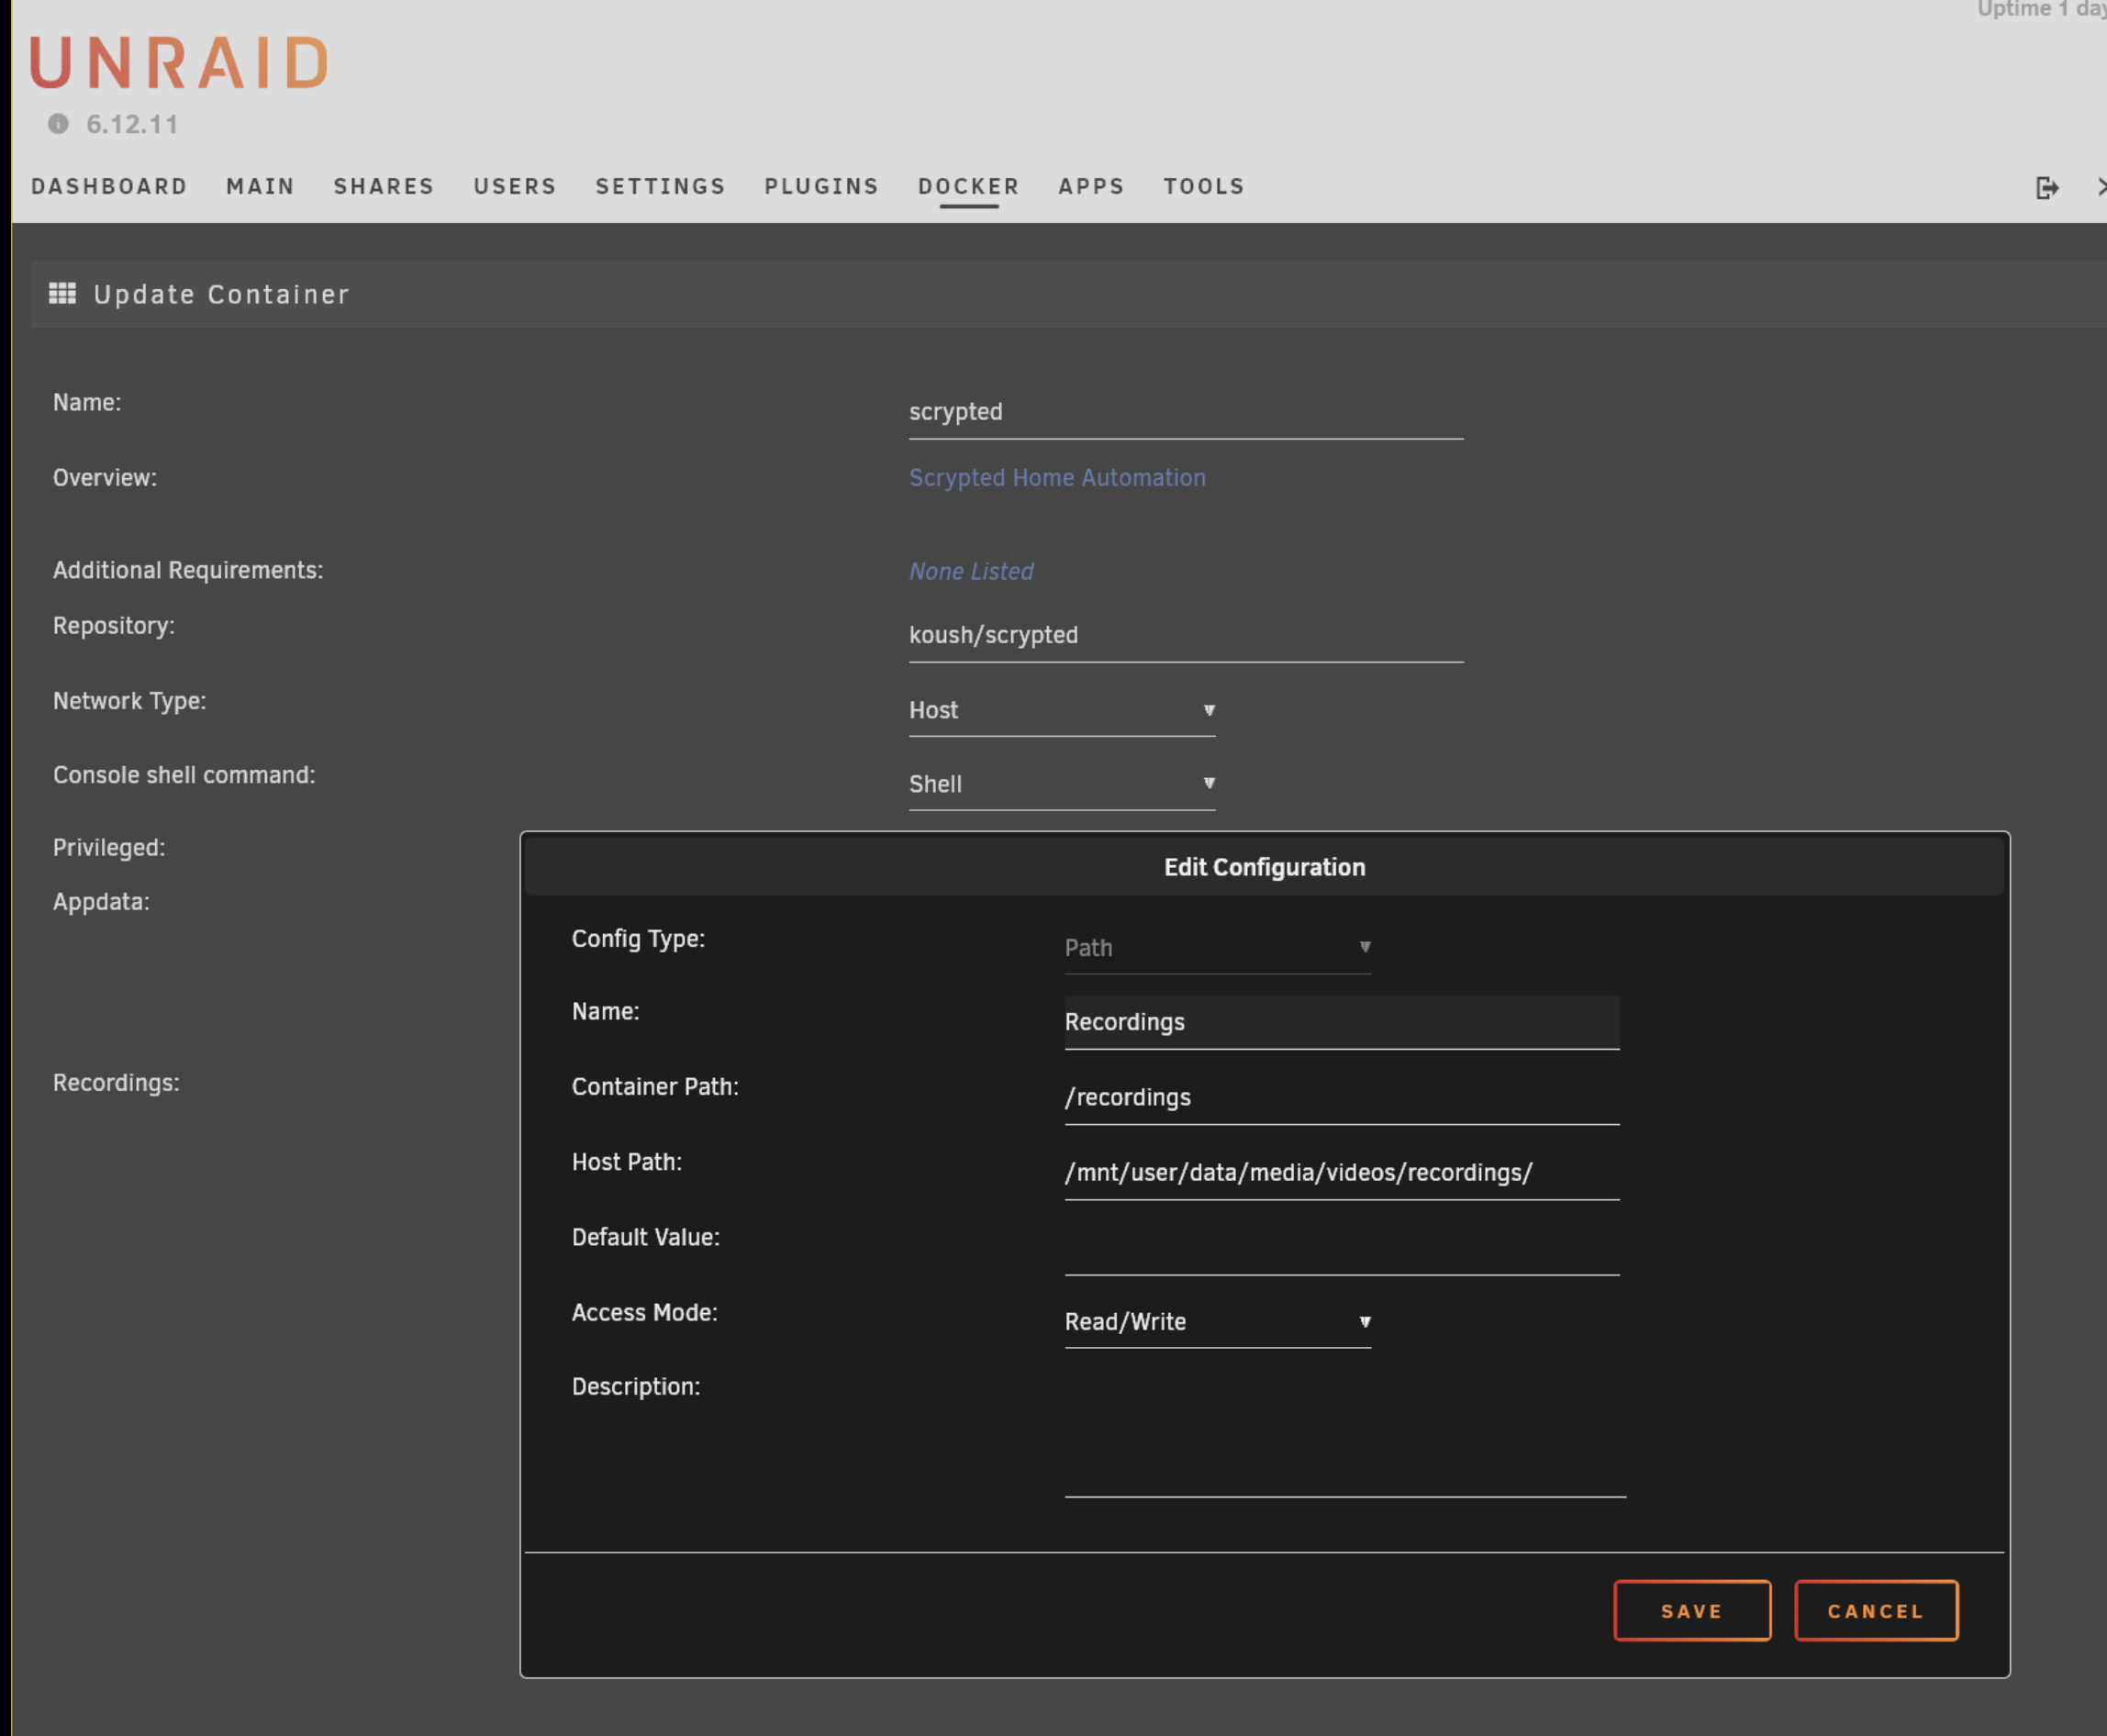 Uptime 1 day
UNRAID
6.12.11
DASHBOARD MAIN SHARES USERS SETTINGS PLUGINS DOCKER APPS TOOLS
Update Container
Name: scrypted
Overview: Scrypted Home Automation
Additional Requirements: None Listed
Repository: koush/scrypted
Network Type: Host
Console shell command: Shell
Privileged:
Appdata:
Recordings:
Edit Configuration
Config Type: Path
Name: Recordings
Container Path: /recordings
Host Path: /mnt/user/data/media/videos/recordings/
Default Value:
Access Mode: Read/Write
Description:
SAVE CANCEL